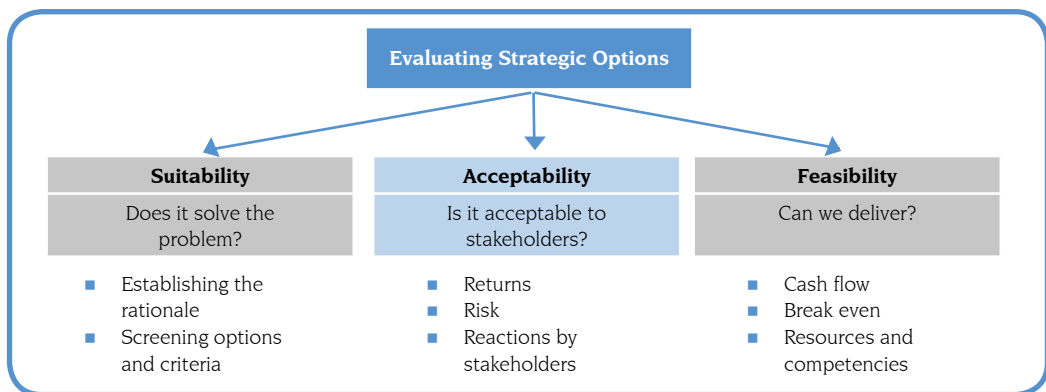 Evaluating Strategic Options
Suitability
Does it solve the
problem?
■ Establishing the
rationale
■ Screening options
and criteria
Acceptability
Is it acceptable to
stakeholders?
■ Returns
■ Risk
■ Reactions by
stakeholders
Feasibility
Can we deliver?
■ Cash flow
■ Break even
■ Resources and
competencies